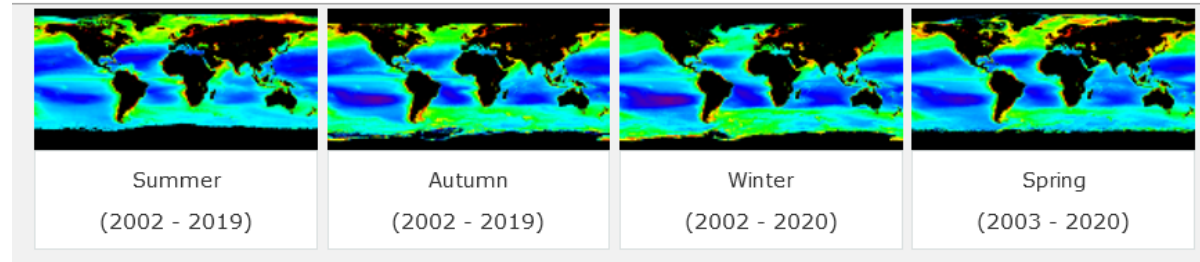 Summer
(2002 - 2019)
Autumn
(2002 - 2019)
Winter
(2002 - 2020)
Spring
(2003 - 2020)